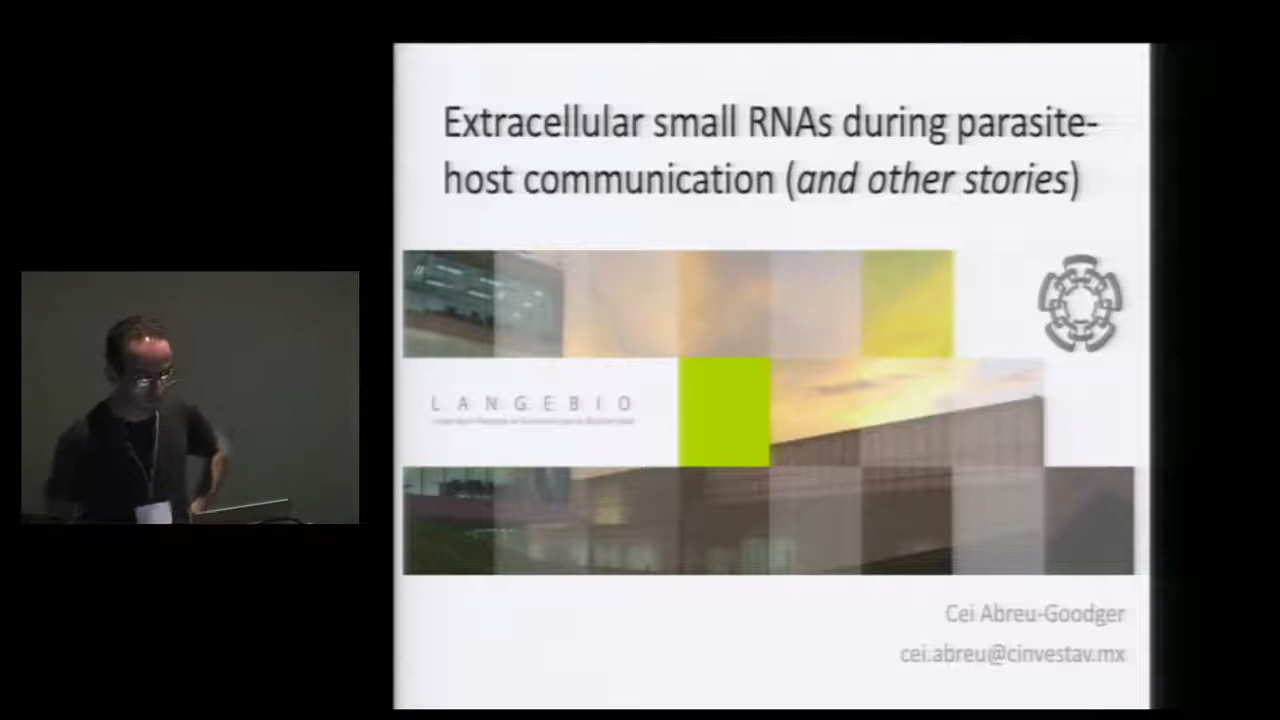 Extracellular small RNAs during parasite-
host communication (and other stories)
LANGEBIO
Cei Abreu-Goodger
cei.abreu@cinvestav.mx